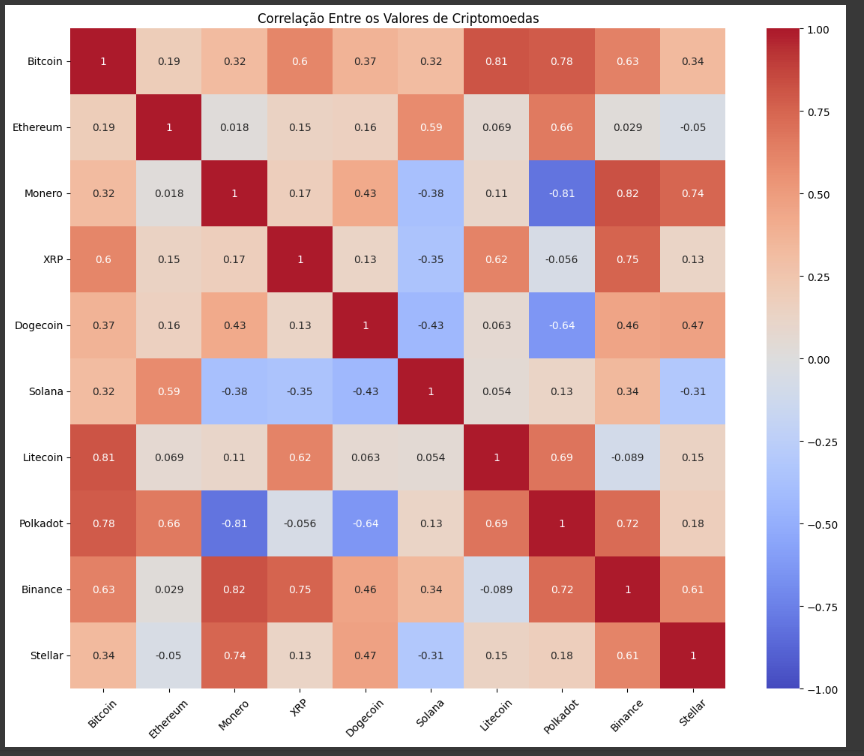 Correlação Entre os Valores de Criptomoedas
Bitcoin 1 0.19 0.32 0.6 0.37 0.32 0.81 0.78 0.63 0.34
Ethereum 0.19 1 0.018 0.15 0.16 0.59 0.069 0.66 0.029 -0.05
Monero 0.32 0.018 1 0.17 0.43 -0.38 0.11 -0.81 0.82 0.74
XRP 0.6 0.15 0.17 1 0.13 -0.35 0.62 -0.056 0.75 0.13
Dogecoin 0.37 0.16 0.43 0.13 1 -0.43 0.063 -0.64 0.46 0.47
Solana 0.32 0.59 -0.38 -0.35 -0.43 1 0.054 0.13 0.34 -0.31
Litecoin 0.81 0.069 0.11 0.62 0.063 0.054 1 0.69 -0.089 0.15
Polkadot 0.78 0.66 -0.81 -0.056 -0.64 0.13 0.69 1 0.72 0.18
Binance 0.63 0.029 0.82 0.75 0.46 0.34 -0.089 0.72 1 0.61
Stellar 0.34 -0.05 0.74 0.13 0.47 -0.31 0.15 0.18 0.61 1
Bitcoin Ethereum Monero XRP Dogecoin Solana Litecoin Polkadot Binance Stellar
1.00
0.75
0.50
0.25
0.00
−0.25
−0.50
−0.75
−1.00